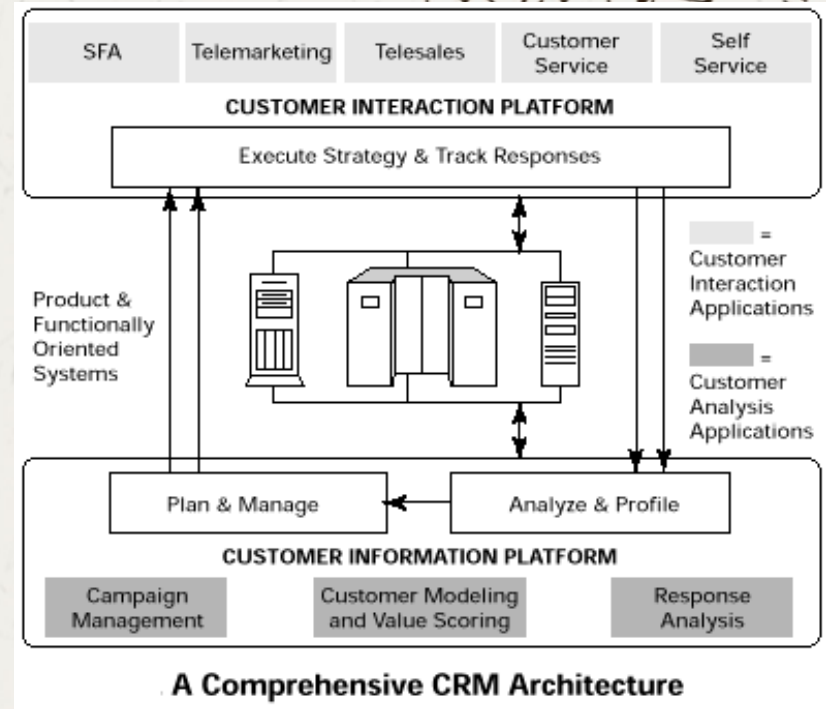 SFA
Telemarketing
Telesales
Customer
Service
Self
Service
CUSTOMER INTERACTION PLATFORM
Execute Strategy & Track Responses
Product &
Functionally
Oriented
Systems
=
Customer
Interaction
Applications
=
Customer
Analysis
Applications
Plan & Manage
Analyze & Profile
CUSTOMER INFORMATION PLATFORM
Campaign
Management
Customer Modeling
and Value Scoring
Response
Analysis
A Comprehensive CRM Architecture